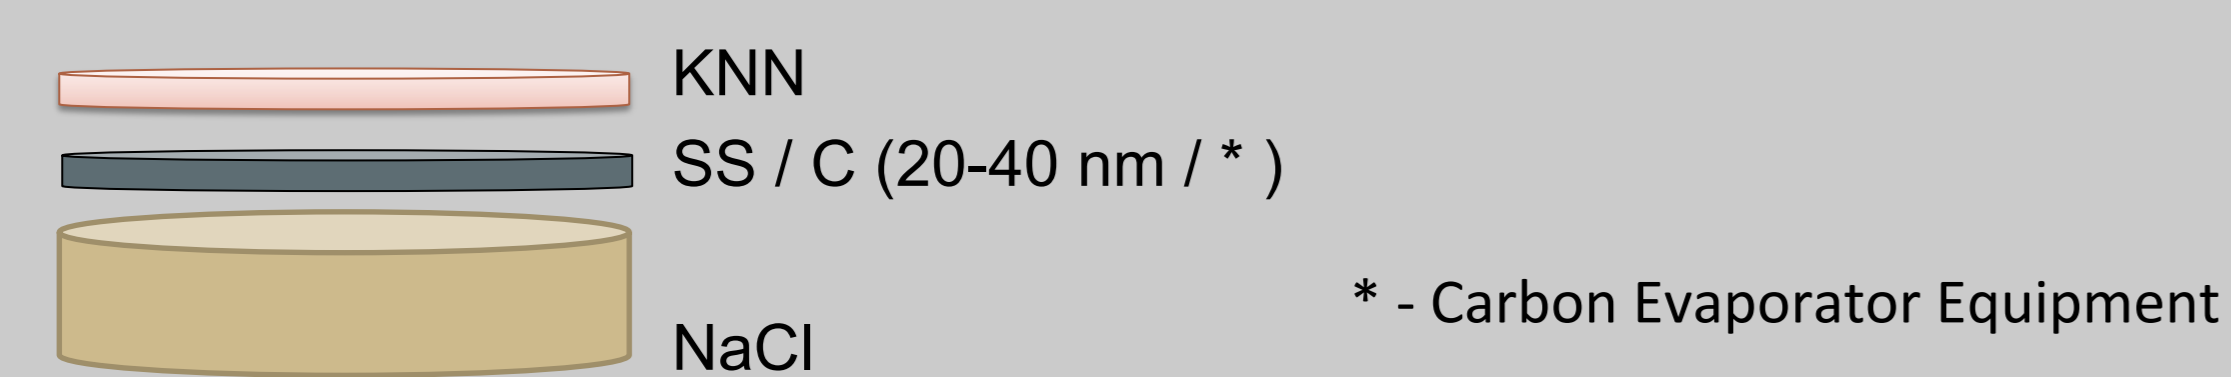 KNN
SS / C (20-40 nm / * )
* - Carbon Evaporator Equipment
NaCl